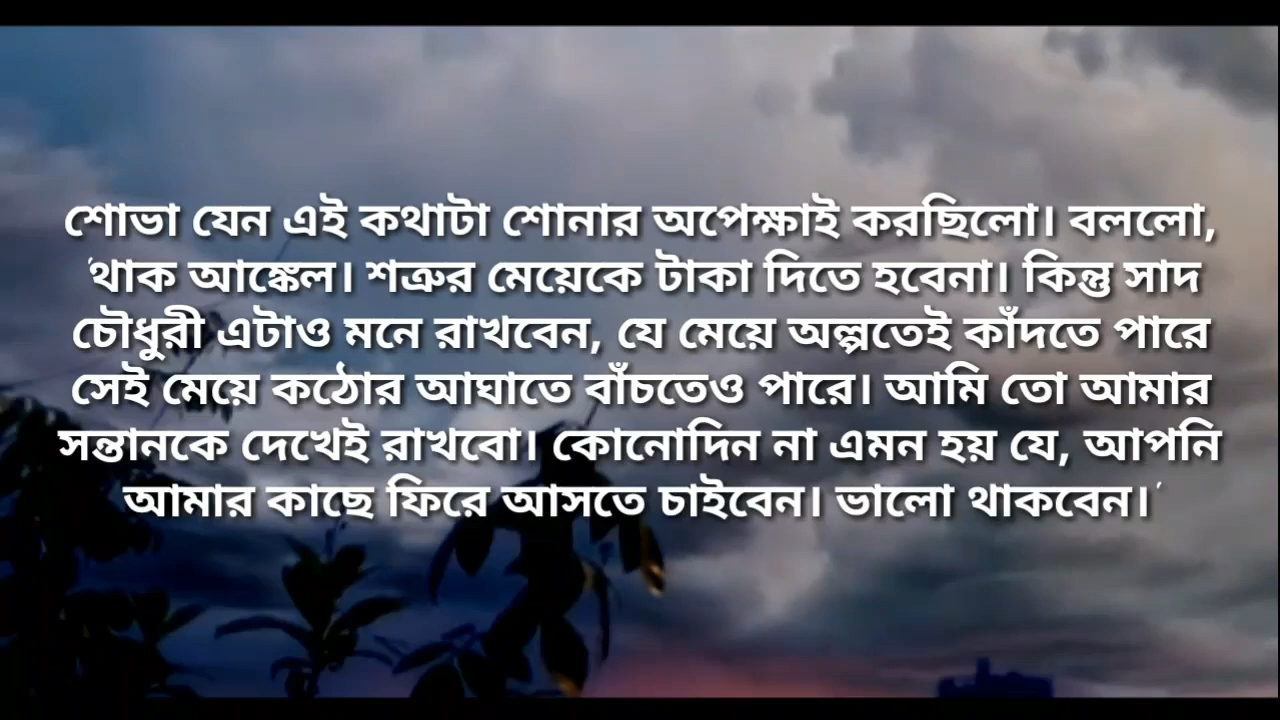 শোভা যেন এই কথাটা শোনার অপেক্ষাই করছিলো। বললো,
'থাক আঙ্কেল। শত্রুর মেয়েকে টাকা দিতে হবেনা। কিন্তু সাদ
চৌধুরী এটাও মনে রাখবেন, যে মেয়ে অল্পতেই কাঁদতে পারে
সেই মেয়ে কঠোর আঘাতে বাঁচতেও পারে। আমি তো আমার
সন্তানকে দেখেই রাখবো। কোনোদিন না এমন হয় যে, আপনি
আমার কাছে ফিরে আসতে চাইবেন। ভালো থাকবেন।'